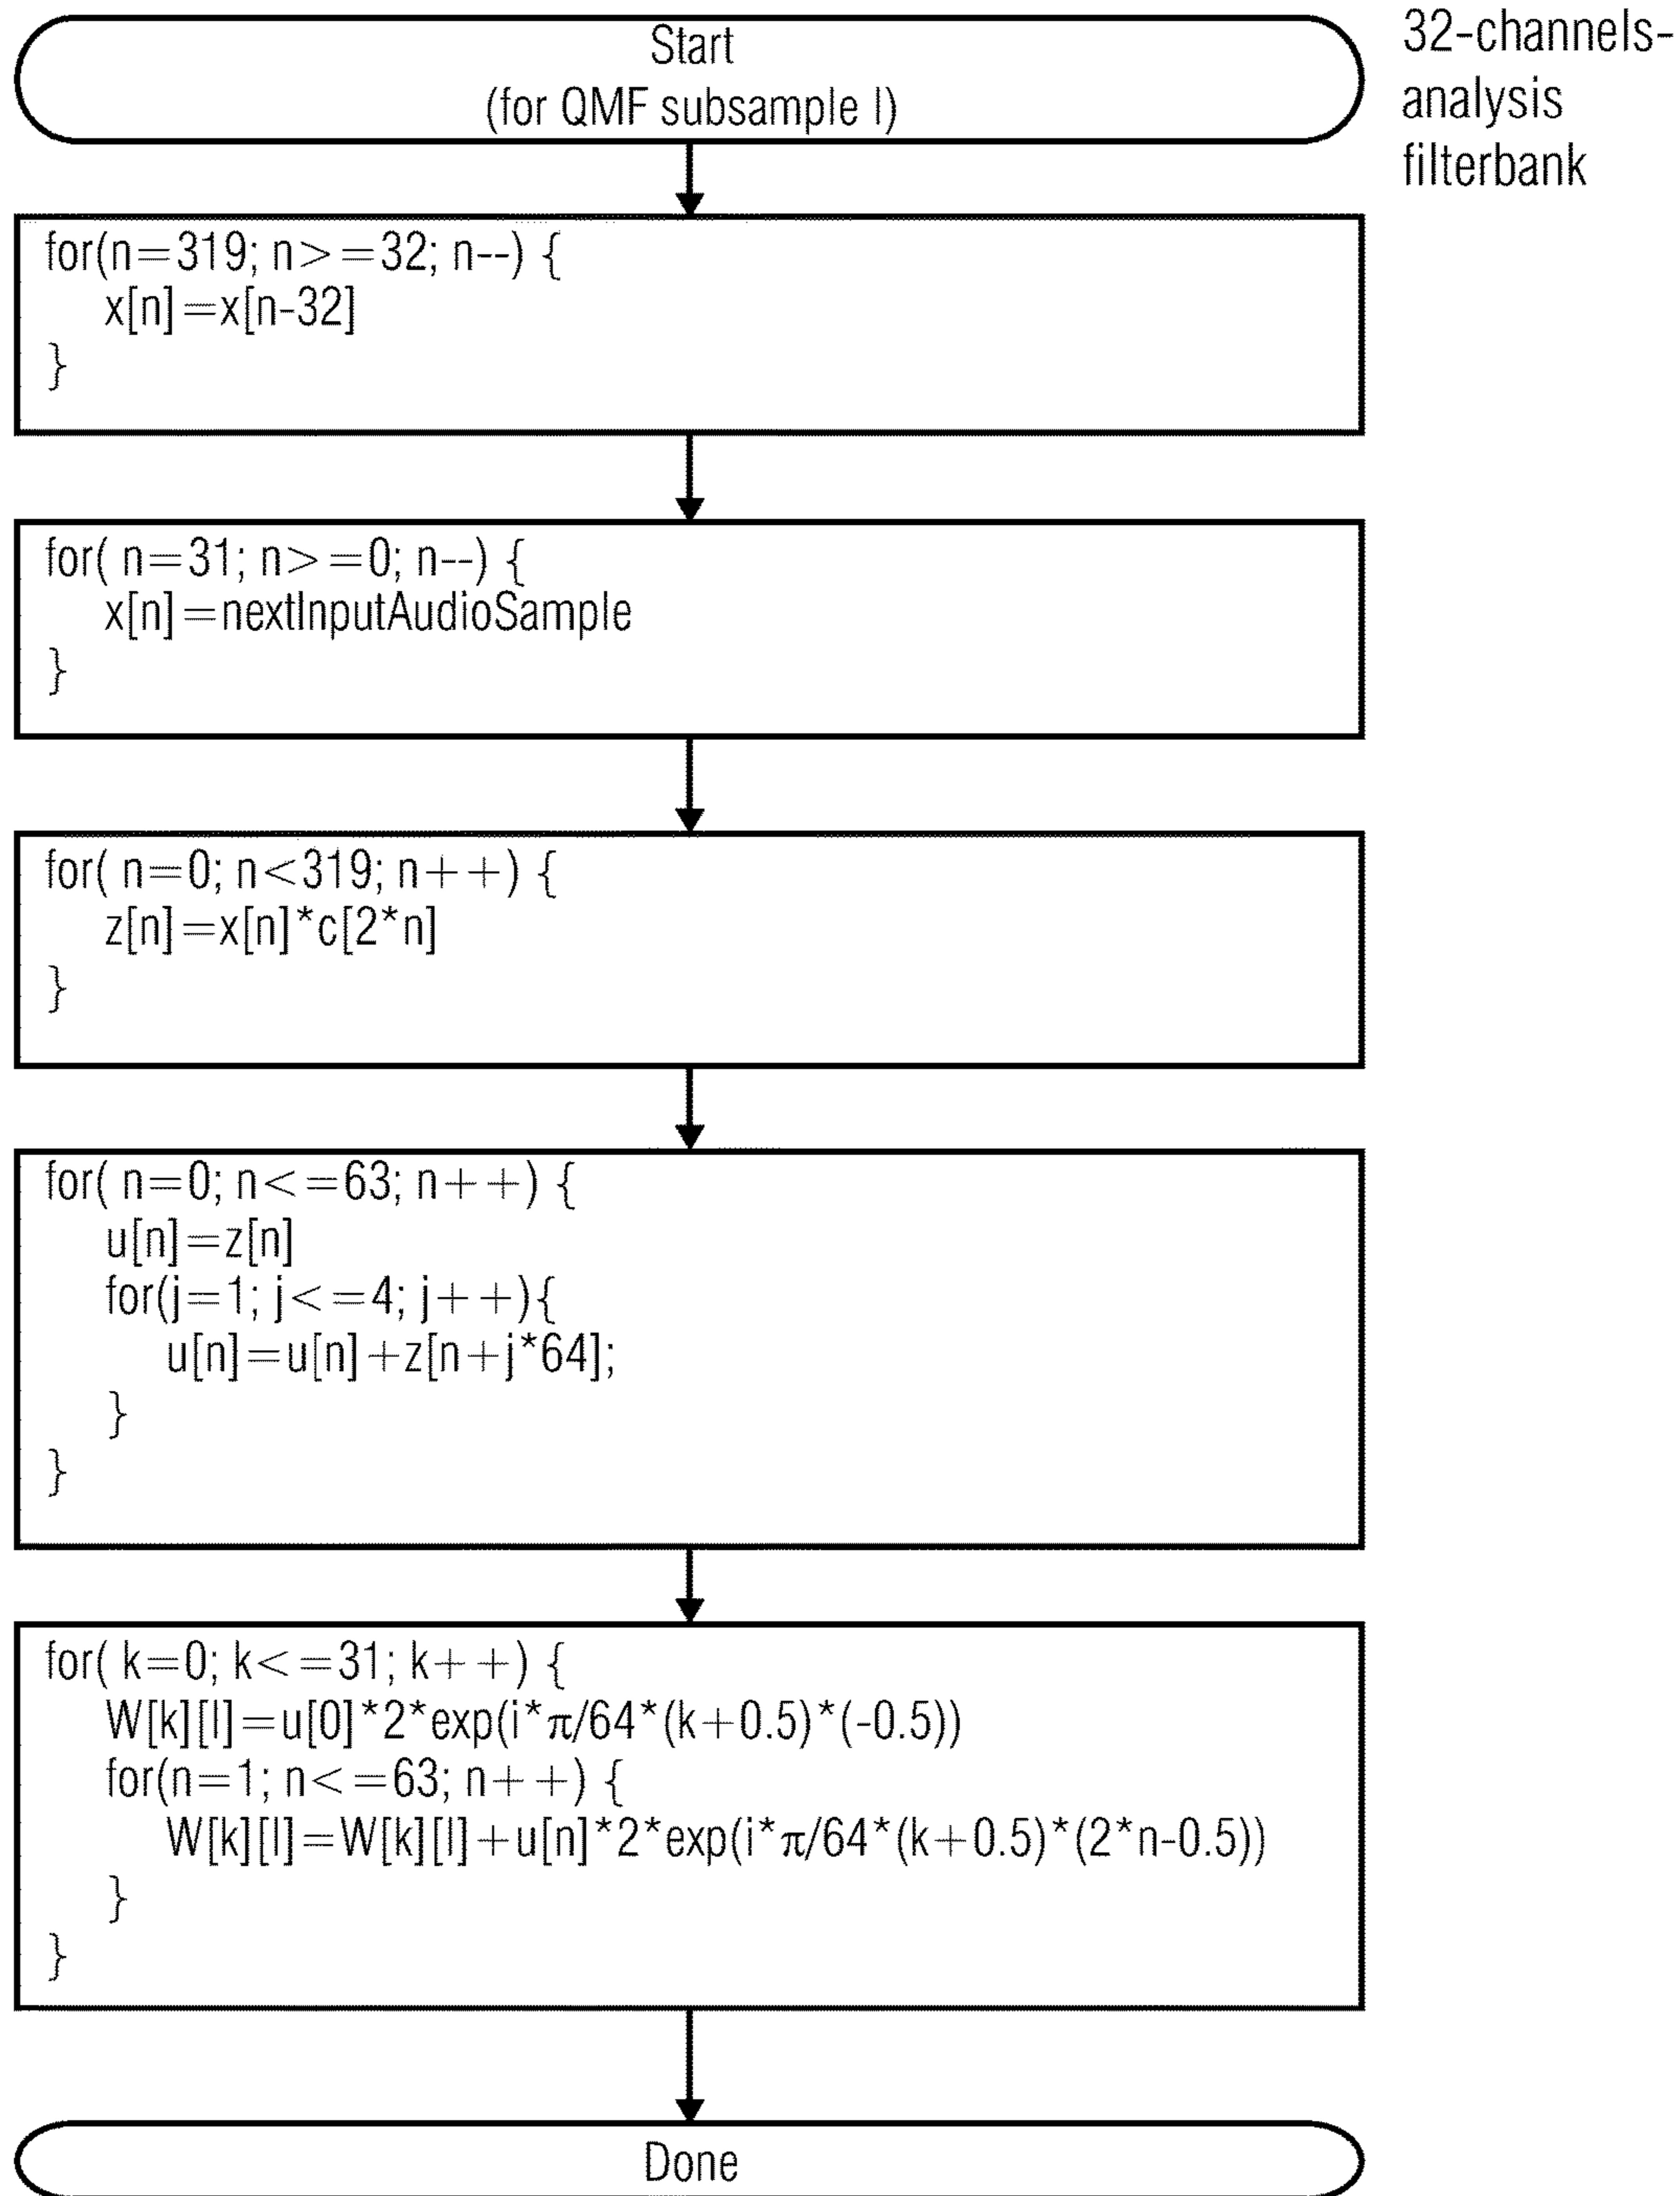 32-channels-
analysis
filterbank
Start
(for QMF subsample l)
for(n=319; n>=32; n--) {
x[n]=x[n-32]
}
for( n=31; n>=0; n--) {
x[n]=nextInputAudioSample
}
for( n=0; n<319; n++) {
z[n]=x[n]*c[2*n]
}
for( n=0; n<=63; n++) {
u[n]=z[n]
for(j=1; j<=4; j++){
u[n]=u[n]+z[n+j*64];
}
}
for( k=0; k<=31; k++) {
W[k][l]=u[0]*2*exp(i*π/64*(k+0.5)*(-0.5))
for(n=1; n<=63; n++) {
W[k][l]=W[k][l]+u[n]*2*exp(i*π/64*(k+0.5)*(2*n-0.5))
}
}
Done